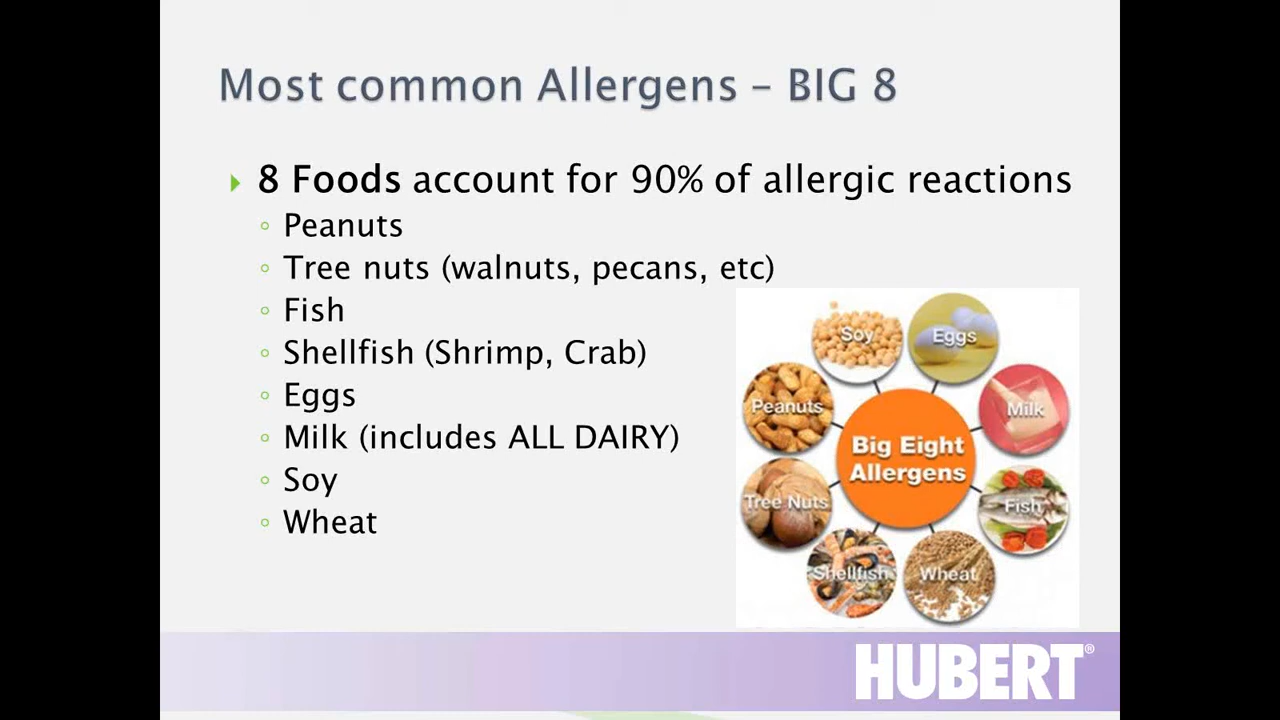 Most common Allergens – BIG 8
8 Foods account for 90% of allergic reactions
Peanuts
Tree nuts (walnuts, pecans, etc)
Fish
Shellfish (Shrimp, Crab)
Eggs
Milk (includes ALL DAIRY)
Soy
Wheat
Soy
Eggs
Peanuts
Milk
Big Eight
Allergens
Tree Nuts
Fish
Shellfish
Wheat
HUBERT®